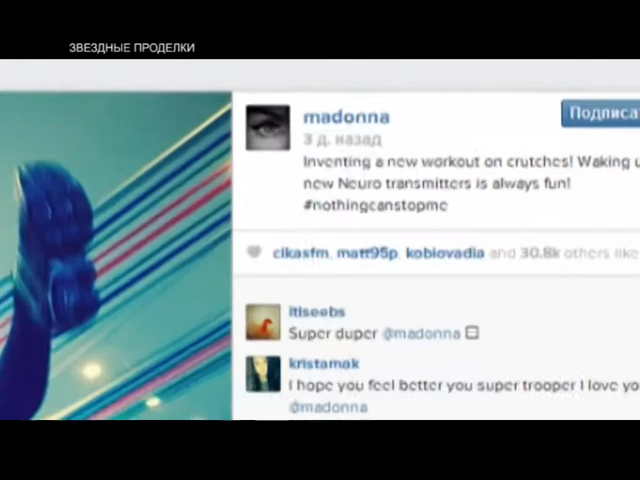 ЗВЕЗДНЫЕ ПРОДЕЛКИ
madonna
Подписа
3 д. назад
Inventing a new workout on crutches! Waking u
new Neuro transmitters is always fun!
#nothingcanstopme
clkasfm, matt95p, koblovadia and 30.8k others like
itlseebs
Super duper @madonna
kristamak
I hope you feel better you super trooper I love yo
@madonna